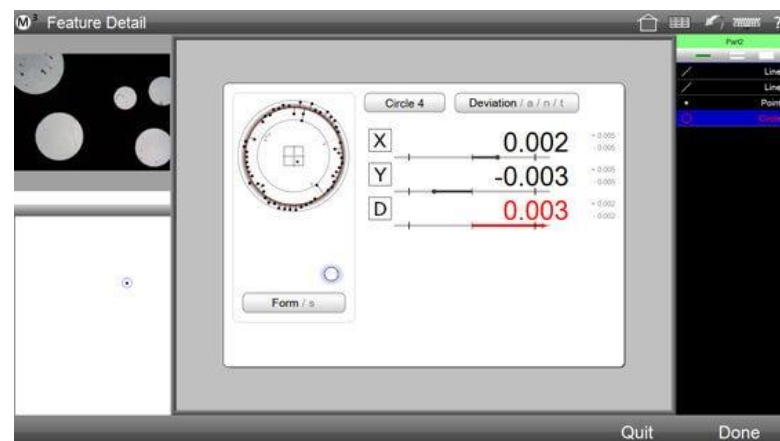 M³ Feature Detail
?
Part2
Line
Line
Point
Circle
Circle 4
Deviation / a / n / t
X 0.002 + 0.005 - 0.005
Y -0.003 + 0.005 - 0.005
D 0.003 + 0.002 - 0.002
Form / s
Quit Done